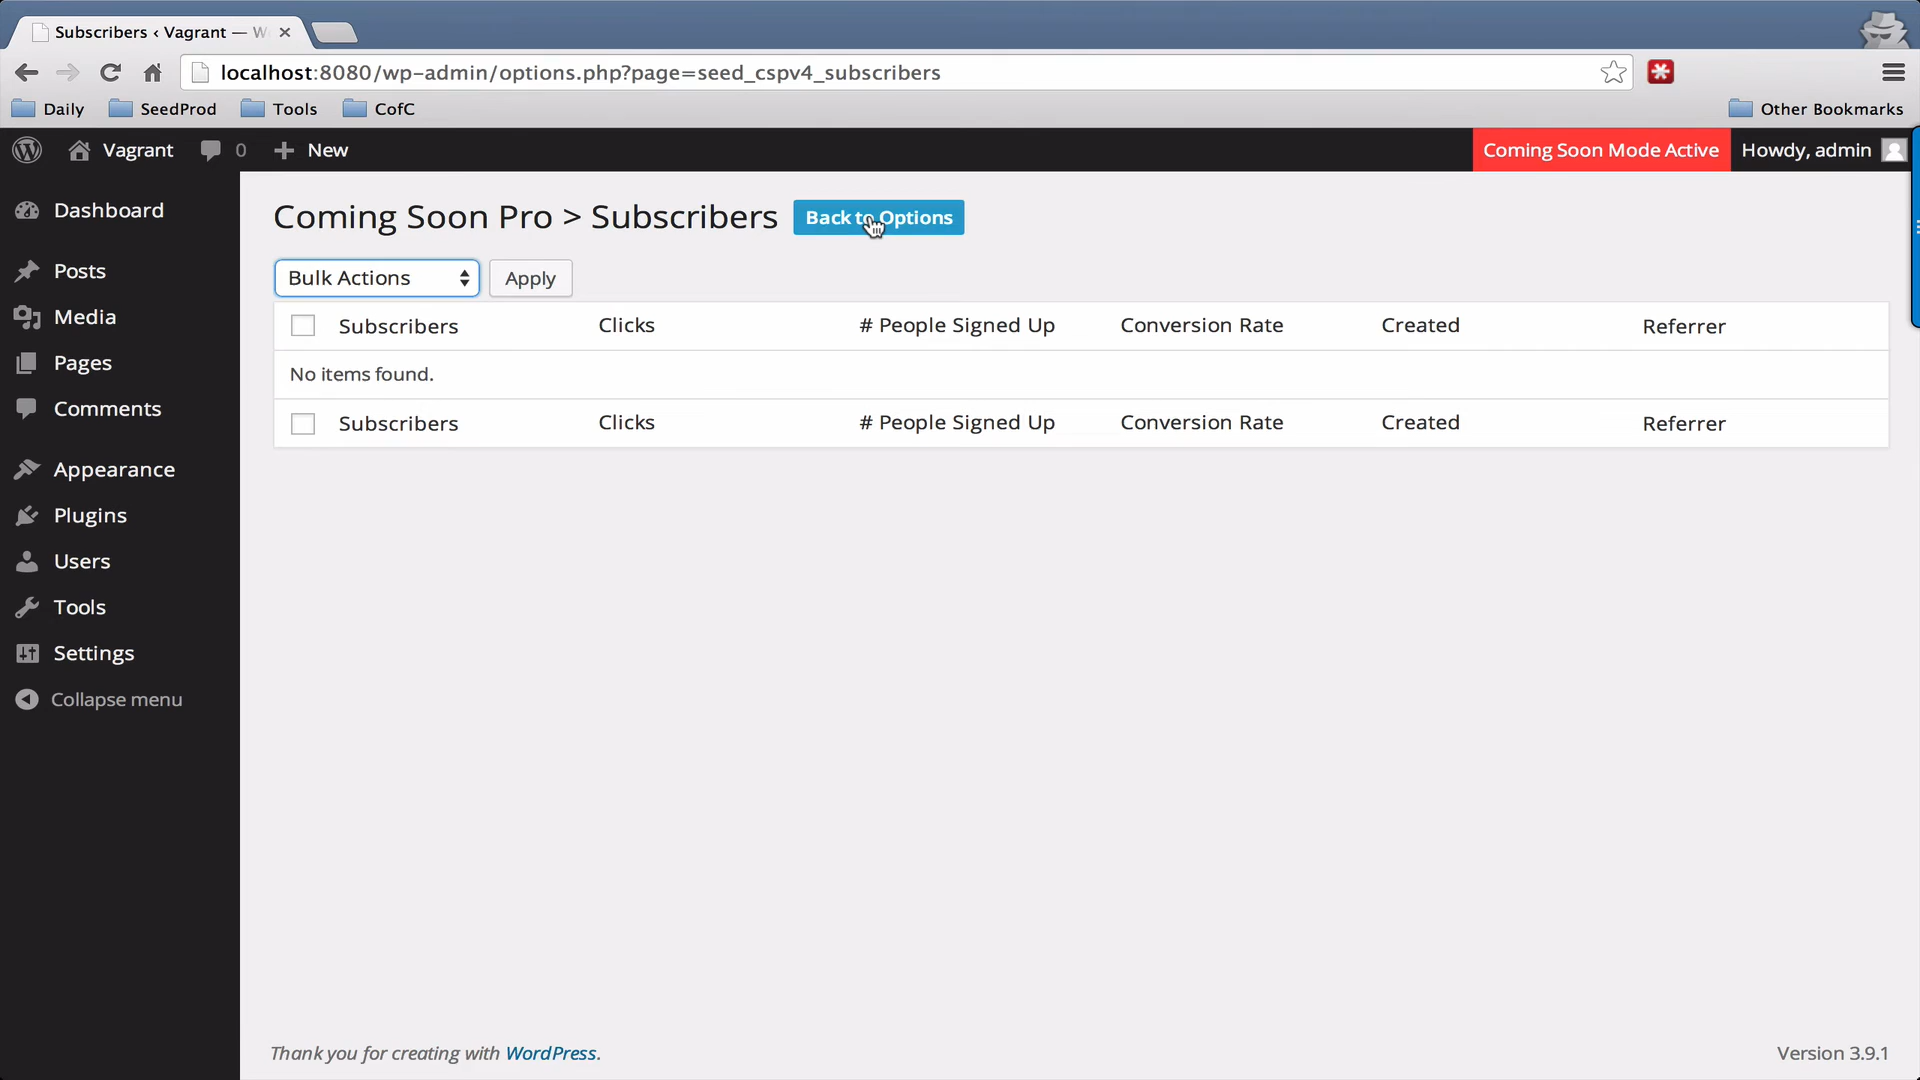 Subscribers ‹ Vagrant — W
localhost:8080/wp-admin/options.php?page=seed_cspv4_subscribers
Daily SeedProd Tools CofC Other Bookmarks
Vagrant 0 New Coming Soon Mode Active Howdy, admin
Dashboard
Posts
Media
Pages
Comments
Appearance
Plugins
Users
Tools
Settings
Collapse menu
Coming Soon Pro > Subscribers Back to Options
Bulk Actions Apply
Subscribers Clicks # People Signed Up Conversion Rate Created Referrer
No items found.
Subscribers Clicks # People Signed Up Conversion Rate Created Referrer
Thank you for creating with WordPress. Version 3.9.1